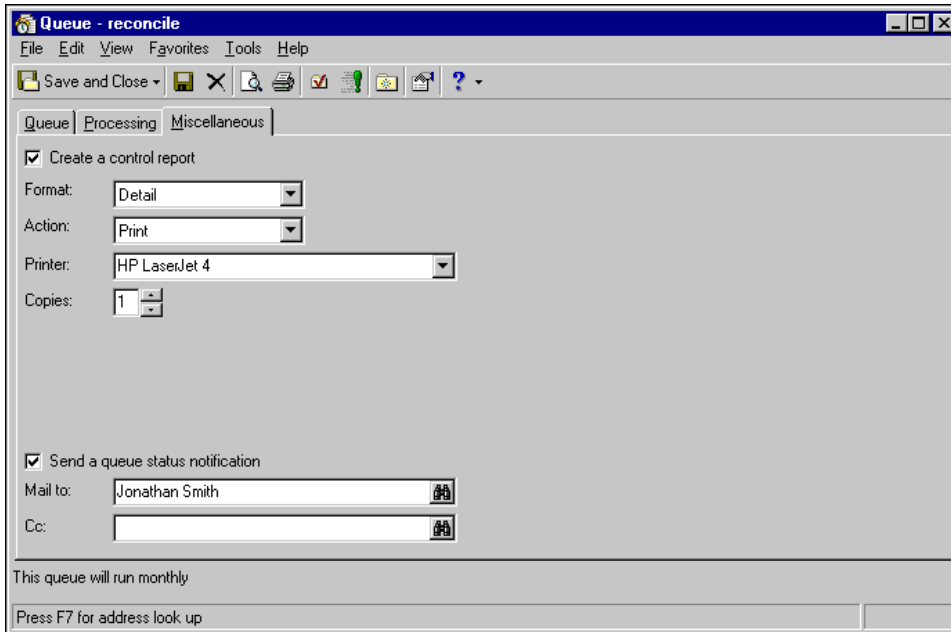 Queue - reconcile
File Edit View Favorites Tools Help
Save and Close
Queue Processing Miscellaneous
Create a control report
Format: Detail
Action: Print
Printer: HP LaserJet 4
Copies: 1
Send a queue status notification
Mail to: Jonathan Smith
Cc:
This queue will run monthly
Press F7 for address look up